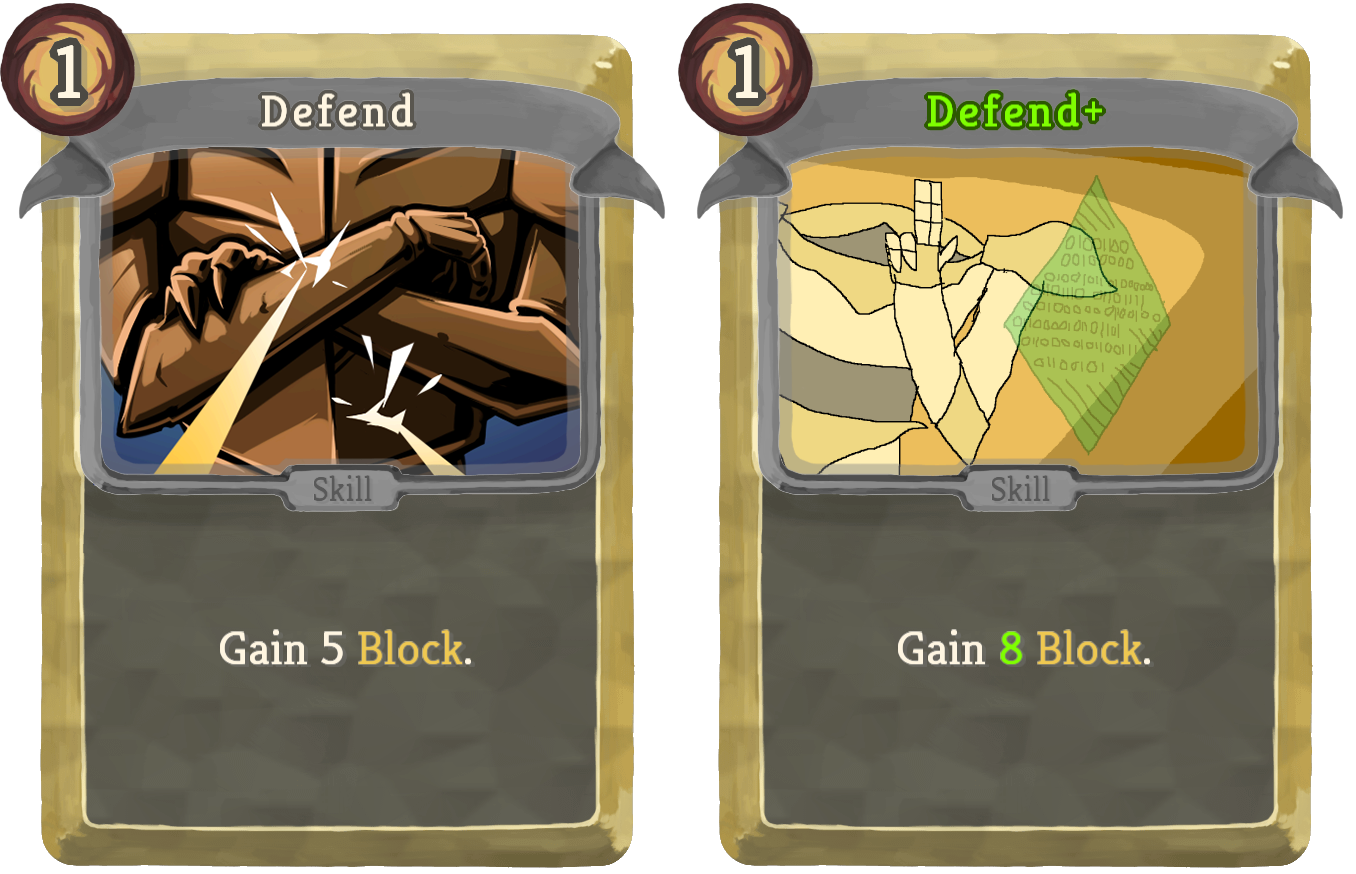 1
Defend
Skill
Gain 5 Block.
1
Defend+
Skill
Gain 8 Block.